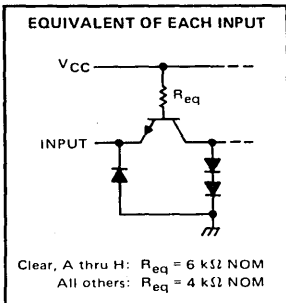 EQUIVALENT OF EACH INPUT
VCC
Req
INPUT
Clear, A thru H: Req = 6 kΩ NOM
All others: Req = 4 kΩ NOM